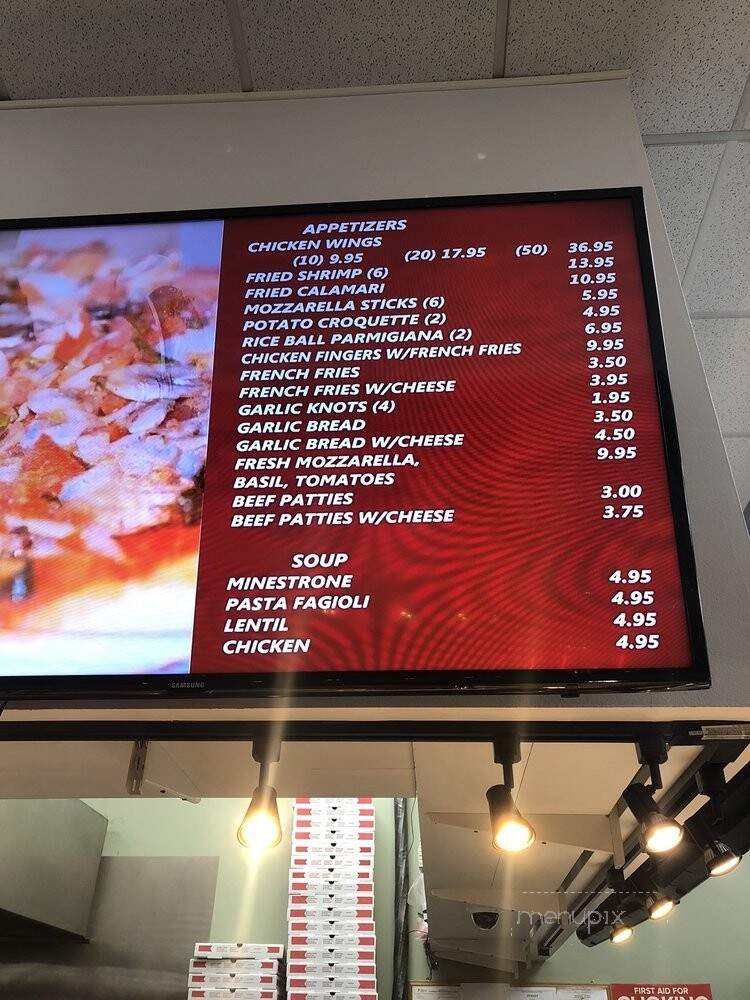 APPETIZERS
CHICKEN WINGS
(10) 9.95 (20) 17.95 (50) 36.95
FRIED SHRIMP (6) 13.95
FRIED CALAMARI 10.95
MOZZARELLA STICKS (6) 5.95
POTATO CROQUETTE (2) 4.95
RICE BALL PARMIGIANA (2) 6.95
CHICKEN FINGERS W/FRENCH FRIES 9.95
FRENCH FRIES 3.50
FRENCH FRIES W/CHEESE 3.95
GARLIC KNOTS (4) 1.95
GARLIC BREAD 3.50
GARLIC BREAD W/CHEESE 4.50
FRESH MOZZARELLA, 9.95
BASIL, TOMATOES
BEEF PATTIES 3.00
BEEF PATTIES W/CHEESE 3.75
SOUP
MINESTRONE 4.95
PASTA FAGIOLI 4.95
LENTIL 4.95
CHICKEN 4.95
SAMSUNG
menupix
FIRST AID FOR
CHOKING